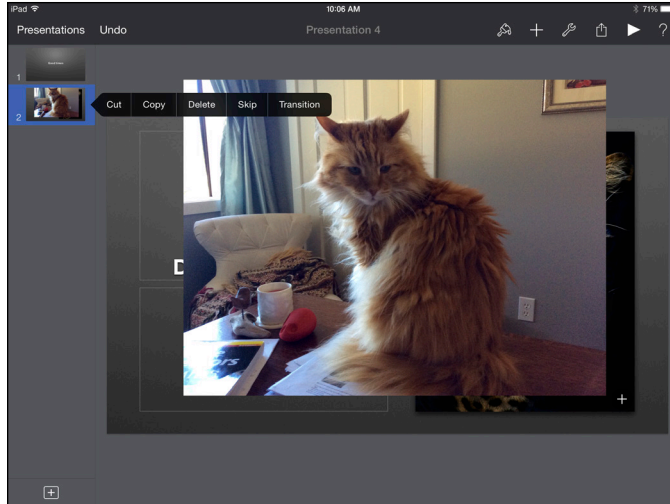 iPad 10:06 AM 71%
Presentations Undo Presentation 4 ?
1
2
Cut Copy Delete Skip Transition
D